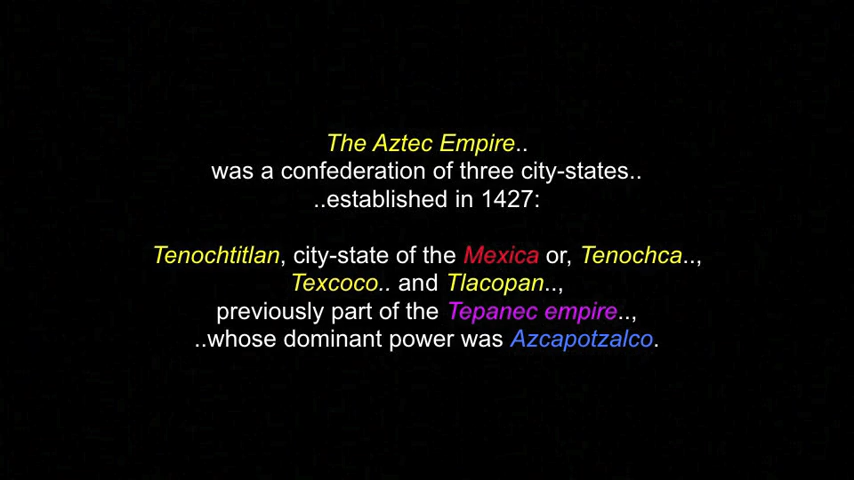 The Aztec Empire..
was a confederation of three city-states..
..established in 1427:
Tenochtitlan, city-state of the Mexica or, Tenochca..,
Texcoco.. and Tlacopan..,
previously part of the Tepanec empire..,
..whose dominant power was Azcapotzalco.